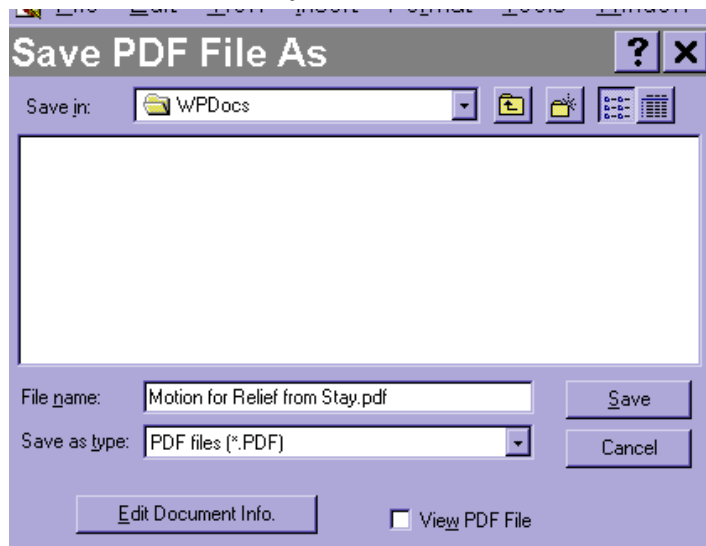 Save PDF File As
Save in: WPDocs
File name: Motion for Relief from Stay.pdf Save
Save as type: PDF files (*.PDF) Cancel
Edit Document Info. View PDF File